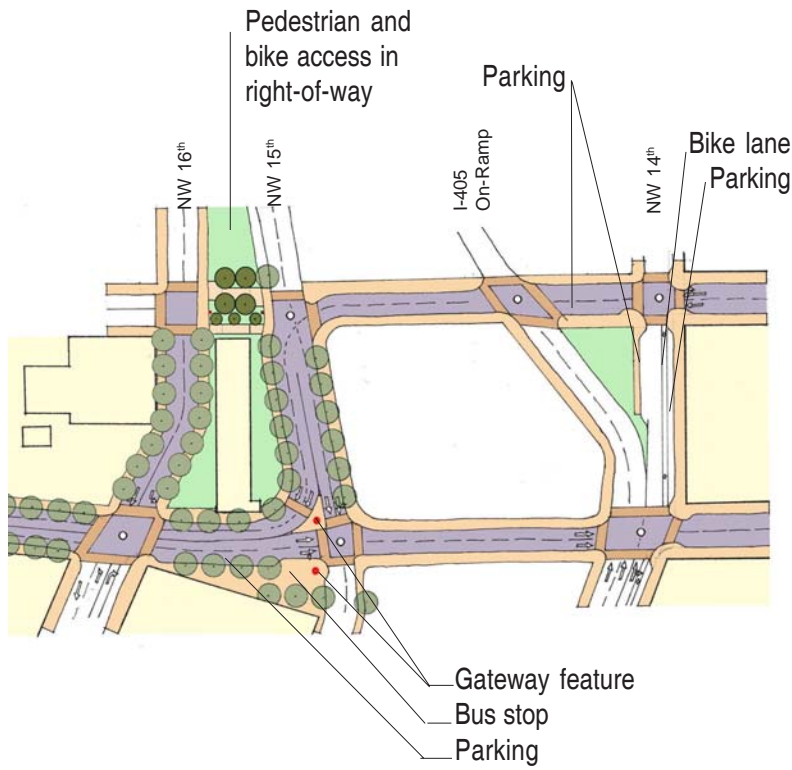 Pedestrian and
bike access in
right-of-way
Parking
Bike lane
Parking
NW 16th
NW 15th
I-405
On-Ramp
NW 14th
Gateway feature
Bus stop
Parking